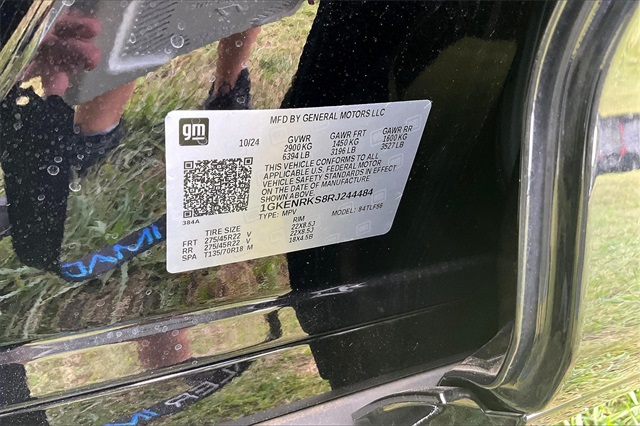 gm
MFD BY GENERAL MOTORS LLC
10/24 GVWR GAWR FRT GAWR RR
2900 KG 1450 KG 1600 KG
6394 LB 3196 LB 3527 LB
THIS VEHICLE CONFORMS TO ALL
APPLICABLE U.S. FEDERAL MOTOR
VEHICLE SAFETY STANDARDS IN EFFECT
ON THE DATE OF MANUFACTURE
SHOWN ABOVE.
1GKENRKS8RJ244484
TYPE: MPV MODEL: 84TLF56
384A
TIRE SIZE RIM
FRT 275/45R22 V 22X8.5J
RR 275/45R22 V 22X8.5J
SPA T135/70R18 M 18X4.5B